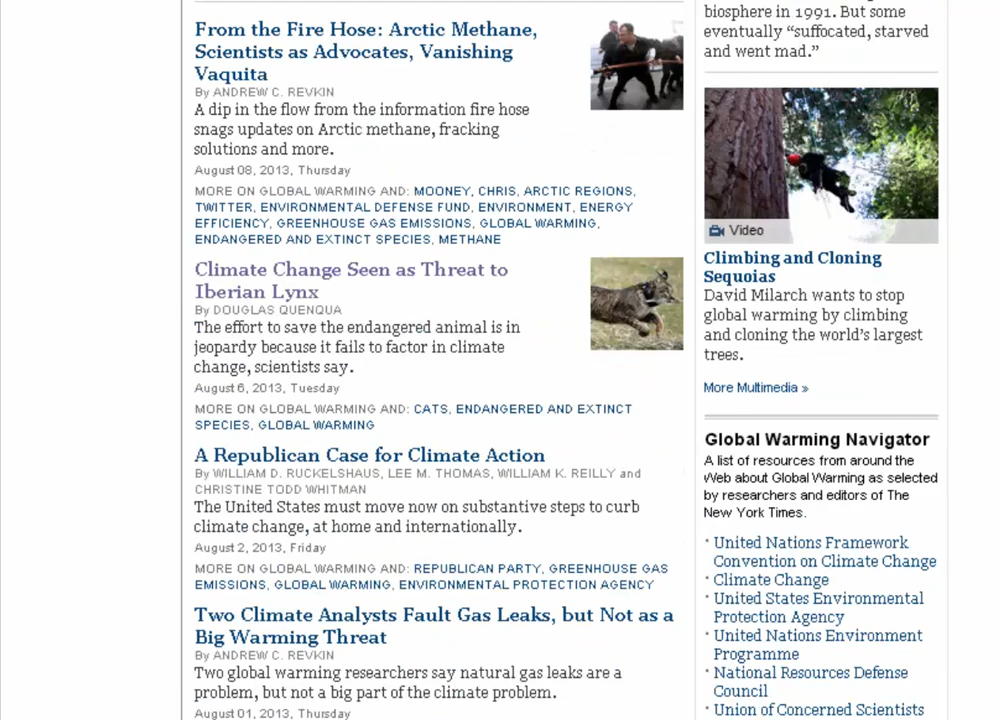 From the Fire Hose: Arctic Methane,
Scientists as Advocates, Vanishing
Vaquita
By ANDREW C. REVKIN
A dip in the flow from the information fire hose
snags updates on Arctic methane, fracking
solutions and more.
August 08, 2013, Thursday
MORE ON GLOBAL WARMING AND: MOONEY, CHRIS, ARCTIC REGIONS,
TWITTER, ENVIRONMENTAL DEFENSE FUND, ENVIRONMENT, ENERGY
EFFICIENCY, GREENHOUSE GAS EMISSIONS, GLOBAL WARMING,
ENDANGERED AND EXTINCT SPECIES, METHANE
Climate Change Seen as Threat to
Iberian Lynx
By DOUGLAS QUENQUA
The effort to save the endangered animal is in
jeopardy because it fails to factor in climate
change, scientists say.
August 6, 2013, Tuesday
MORE ON GLOBAL WARMING AND: CATS, ENDANGERED AND EXTINCT
SPECIES, GLOBAL WARMING
A Republican Case for Climate Action
By WILLIAM D. RUCKELSHAUS, LEE M. THOMAS, WILLIAM K. REILLY and
CHRISTINE TODD WHITMAN
The United States must move now on substantive steps to curb
climate change, at home and internationally.
August 2, 2013, Friday
MORE ON GLOBAL WARMING AND: REPUBLICAN PARTY, GREENHOUSE GAS
EMISSIONS, GLOBAL WARMING, ENVIRONMENTAL PROTECTION AGENCY
Two Climate Analysts Fault Gas Leaks, but Not as a
Big Warming Threat
By ANDREW C. REVKIN
Two global warming researchers say natural gas leaks are a
problem, but not a big part of the climate problem.
August 01, 2013, Thursday
biosphere in 1991. But some
eventually “suffocated, starved
and went mad.”
Video
Climbing and Cloning
Sequoias
David Milarch wants to stop
global warming by climbing
and cloning the world’s largest
trees.
More Multimedia »
Global Warming Navigator
A list of resources from around the
Web about Global Warming as selected
by researchers and editors of The
New York Times.
United Nations Framework
Convention on Climate Change
Climate Change
United States Environmental
Protection Agency
United Nations Environment
Programme
National Resources Defense
Council
Union of Concerned Scientists